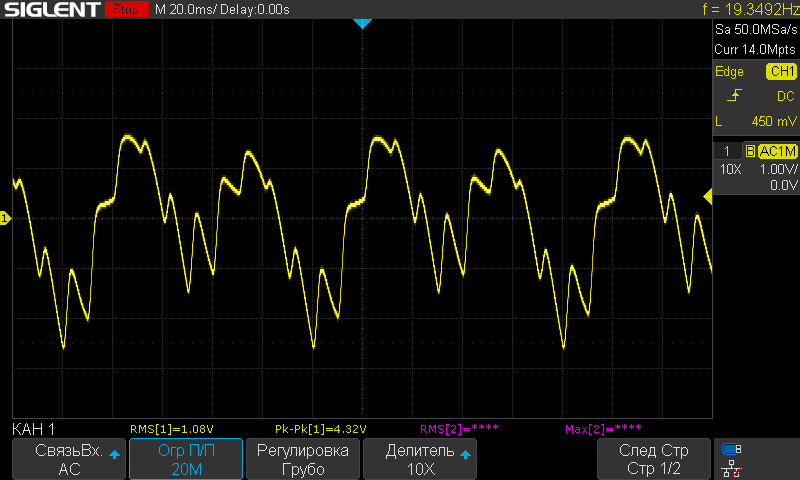 SIGLENT Stop M 20.0ms/ Delay:0.00s f = 19.3492Hz
Sa 50.0MSa/s
Curr 14.0Mpts
Edge CH1
DC
L 450 mV
1 B AC1M
10X 1.00V/
0.0V
1
КАН 1 RMS[1]=1.08V Pk-Pk[1]=4.32V RMS[2]=**** Max[2]=****
СвязьВх. Огр П/П Регулировка Делитель След Стр
AC 20M Грубо 10X Стр 1/2